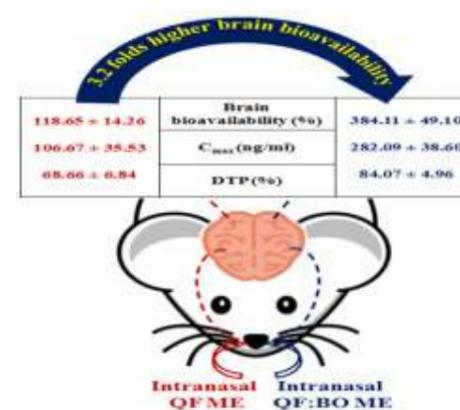 3.2 folds higher brain bioavailability
118.65 ± 14.26 Brain bioavailability (%) 384.11 ± 49.10
106.67 ± 35.53 Cmax (ng/ml) 282.09 ± 38.66
68.66 ± 6.84 DTP (%) 84.07 ± 4.96
Intranasal Intranasal
QF ME QF:BO ME